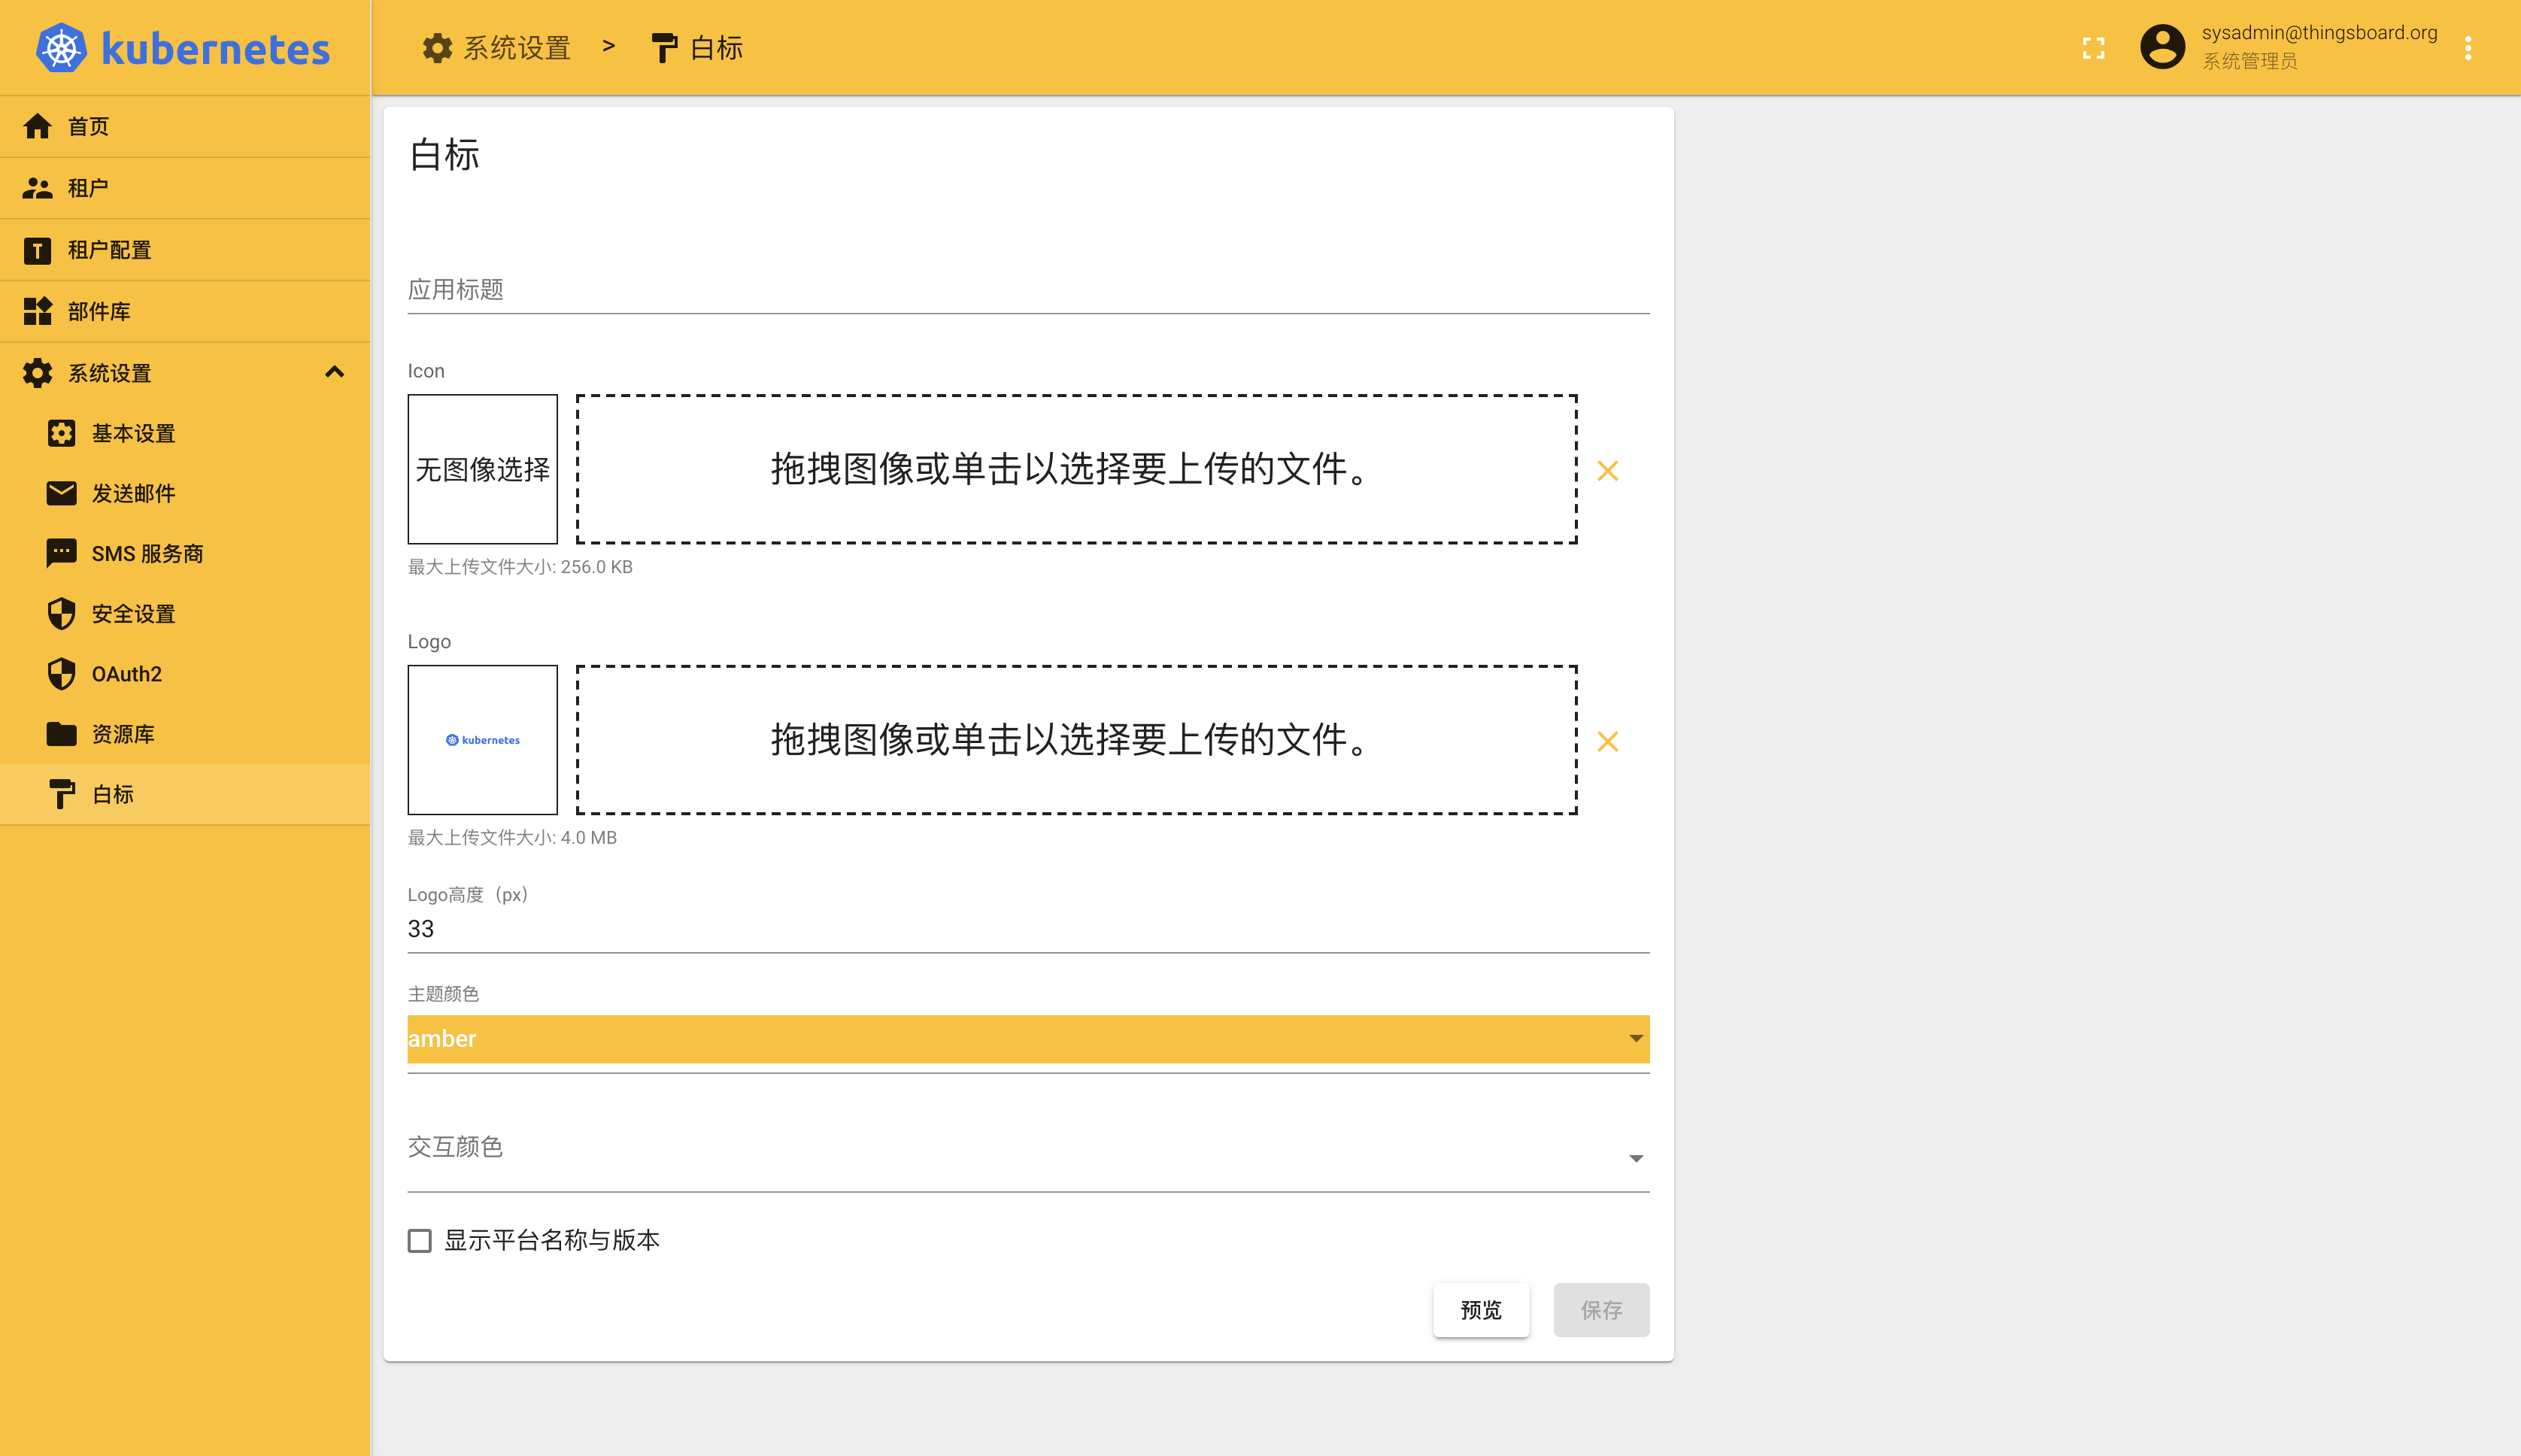 kubernetes
系统设置 > 白标
sysadmin@thingsboard.org
系统管理员
首页
租户
租户配置
部件库
系统设置
基本设置
发送邮件
SMS 服务商
安全设置
OAuth2
资源库
白标
白标
应用标题
Icon
无图像选择
拖拽图像或单击以选择要上传的文件。
最大上传文件大小: 256.0 KB
Logo
kubernetes
拖拽图像或单击以选择要上传的文件。
最大上传文件大小: 4.0 MB
Logo高度（px）
33
主题颜色
amber
交互颜色
显示平台名称与版本
预览
保存